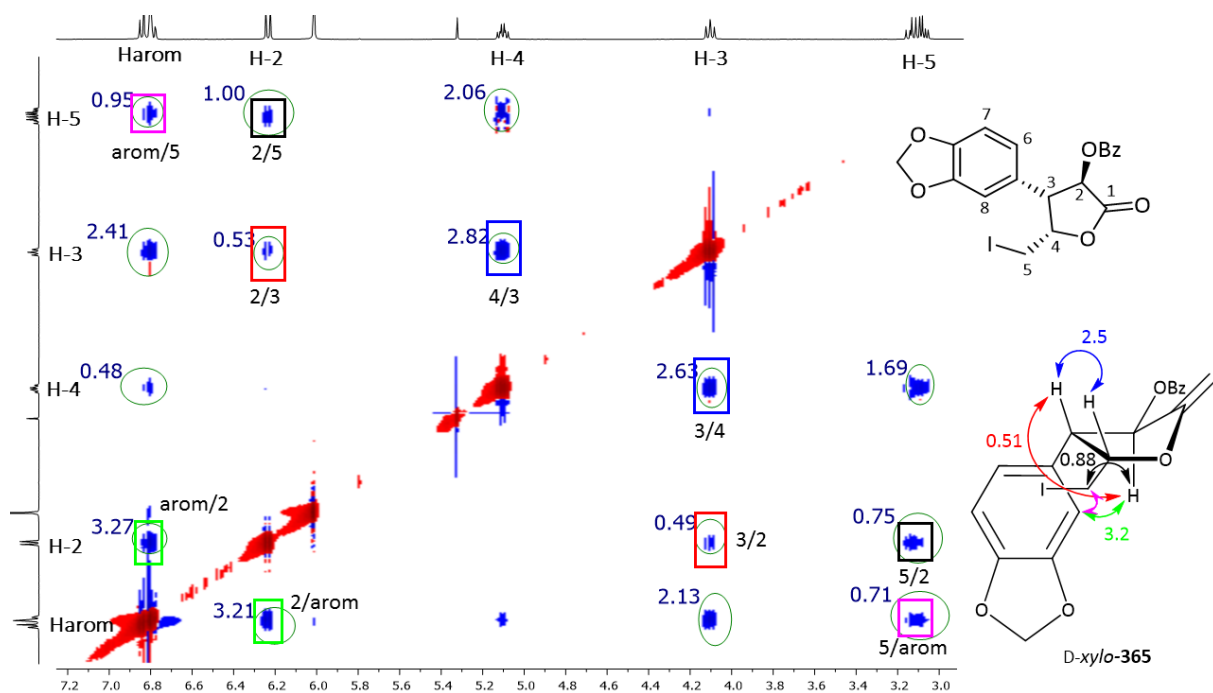 Harom H-2 H-4 H-3 H-5
H-5 0.95 1.00 2.06
arom/5 2/5
H-3 2.41 0.53 2.82
2/3 4/3
H-4 0.48 2.63 1.69
3/4
arom/2
H-2 3.27 0.49 3/2 0.75
5/2
Harom 3.21 2/arom 2.13 0.71
5/arom
7.2 7.0 6.8 6.6 6.4 6.2 6.0 5.8 5.6 5.4 5.2 5.0 4.8 4.6 4.4 4.2 4.0 3.8 3.6 3.4 3.2 3.0
7
O 6 OBz
O 3 2 1
8 O
I 4 O
5
2.5
H H OBz
0.51
0.88 O
I H
3.2
O O
D-xylo-365